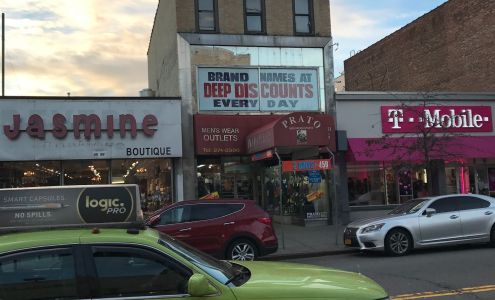 Jasmine
BOUTIQUE
BRAND NAMES AT
DEEP DISCOUNTS
EVERY DAY
MEN'S WEAR
OUTLETS
PRATO
T Mobile
SMART CAPSULES
NO SPILLS
logic.
PRO